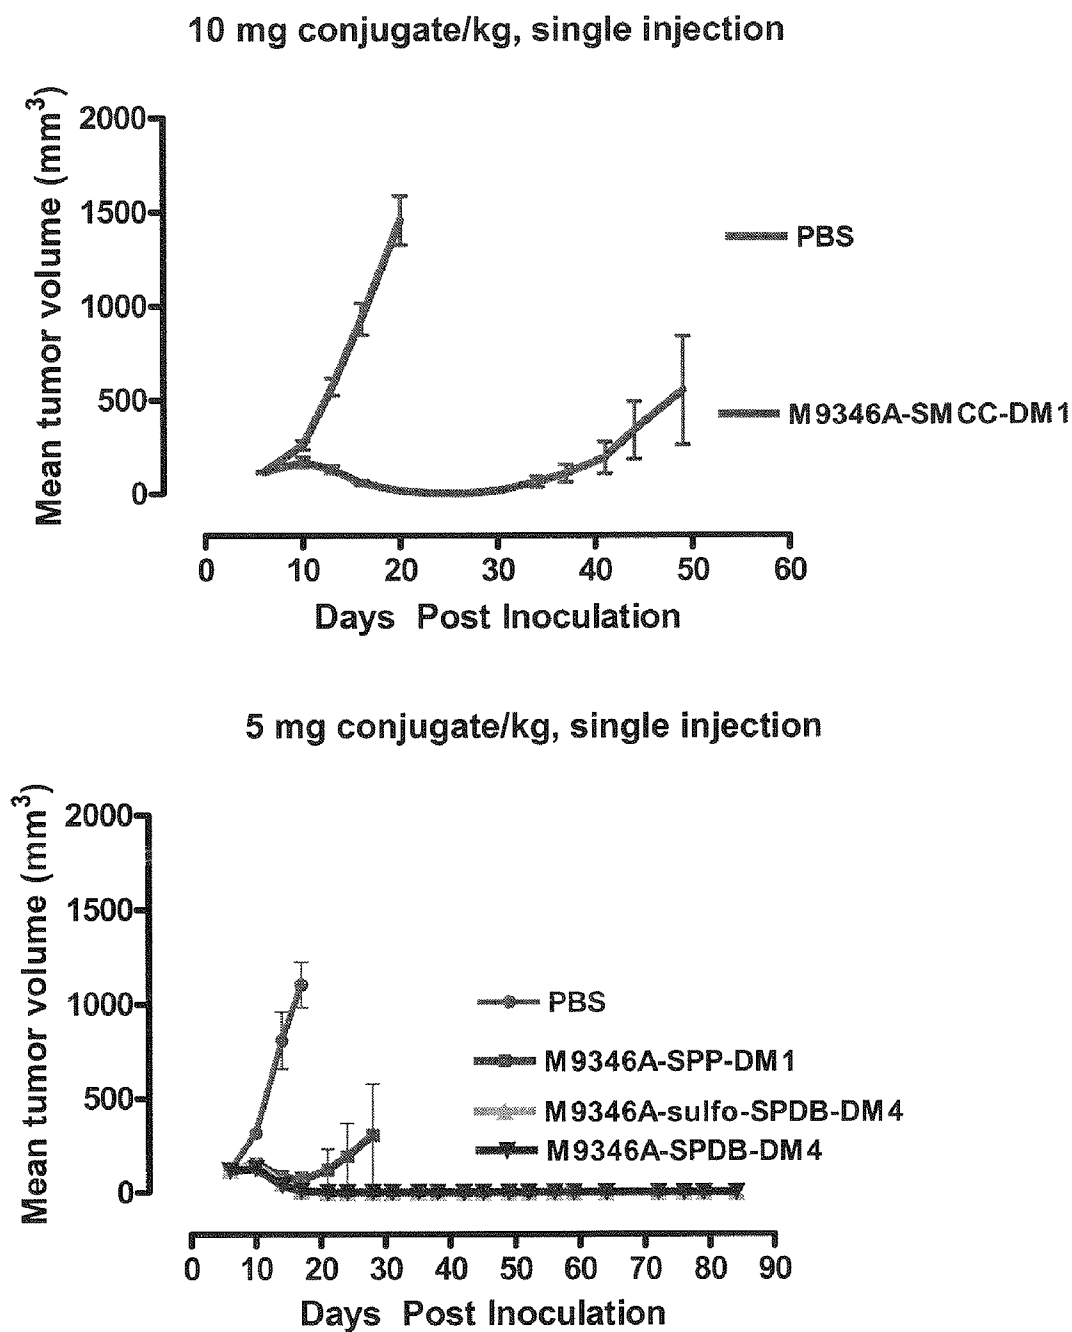 10 mg conjugate/kg, single injection
Mean tumor volume (mm³)
2000
1500
1000
500
0
PBS
M9346A-SMCC-DM1
0 10 20 30 40 50 60
Days Post Inoculation
5 mg conjugate/kg, single injection
Mean tumor volume (mm³)
2000
1500
1000
500
0
PBS
M9346A-SPP-DM1
M9346A-sulfo-SPDB-DM4
M9346A-SPDB-DM4
0 10 20 30 40 50 60 70 80 90
Days Post Inoculation